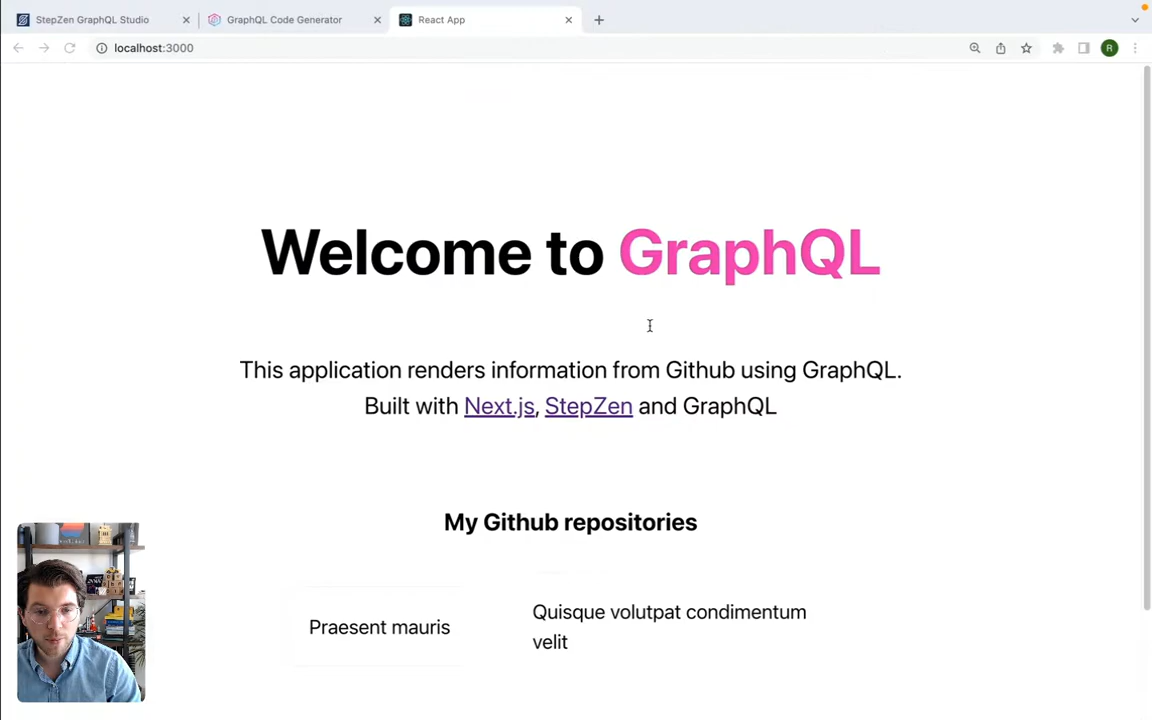 StepZen GraphQL Studio
GraphQL Code Generator
React App
localhost:3000
R
Welcome to GraphQL
This application renders information from Github using GraphQL.
Built with Next.js, StepZen and GraphQL
My Github repositories
Praesent mauris
Quisque volutpat condimentum
velit